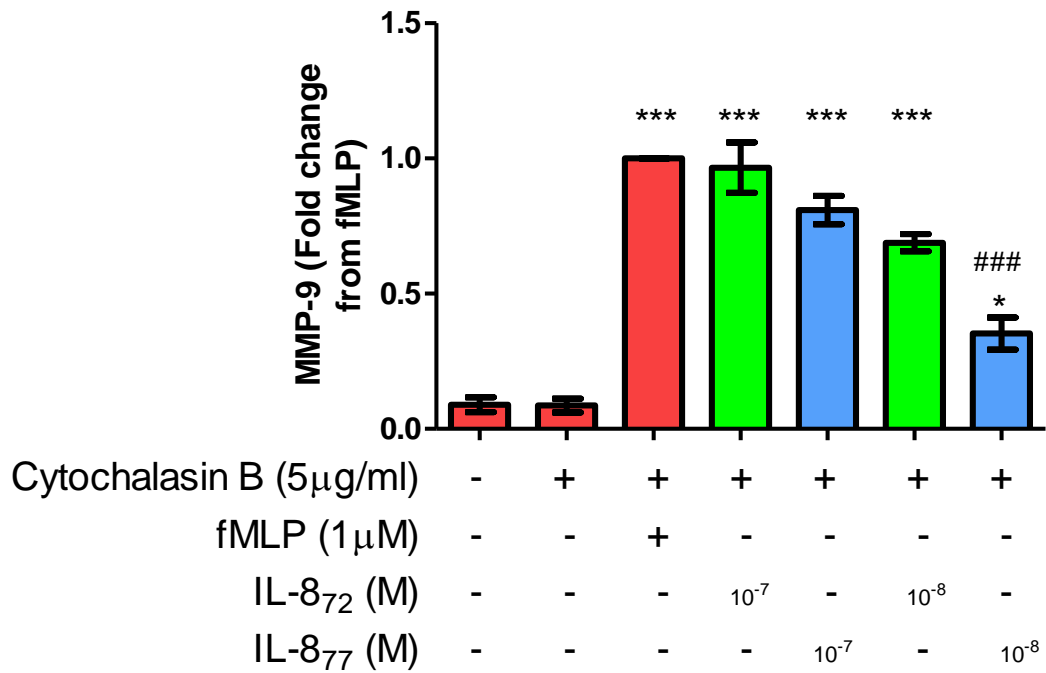 1.5
1.0
0.5
0.0
MMP-9 (Fold change
from fMLP)
*** *** *** ***
###
*
Cytochalasin B (5μg/ml) - + + + + + +
fMLP (1μM) - - + - - - -
IL-8₇₂ (M) - - - 10⁻⁷ - 10⁻⁸ -
IL-8₇₇ (M) - - - - 10⁻⁷ - 10⁻⁸